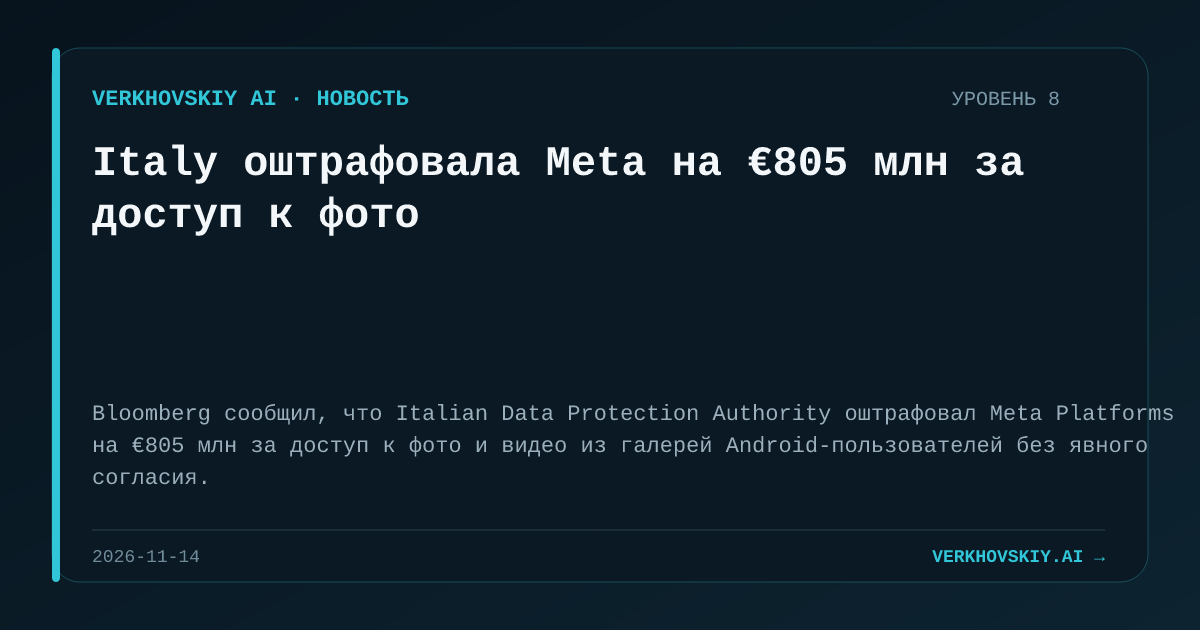 VERKHOVSKIY AI · НОВОСТЬ
УРОВЕНЬ 8
Italy оштрафовала Meta на €805 млн за
доступ к фото
Bloomberg сообщил, что Italian Data Protection Authority оштрафовал Meta Platforms
на €805 млн за доступ к фото и видео из галерей Android-пользователей без явного
согласия.
2026-11-14
VERKHOVSKIY.AI →